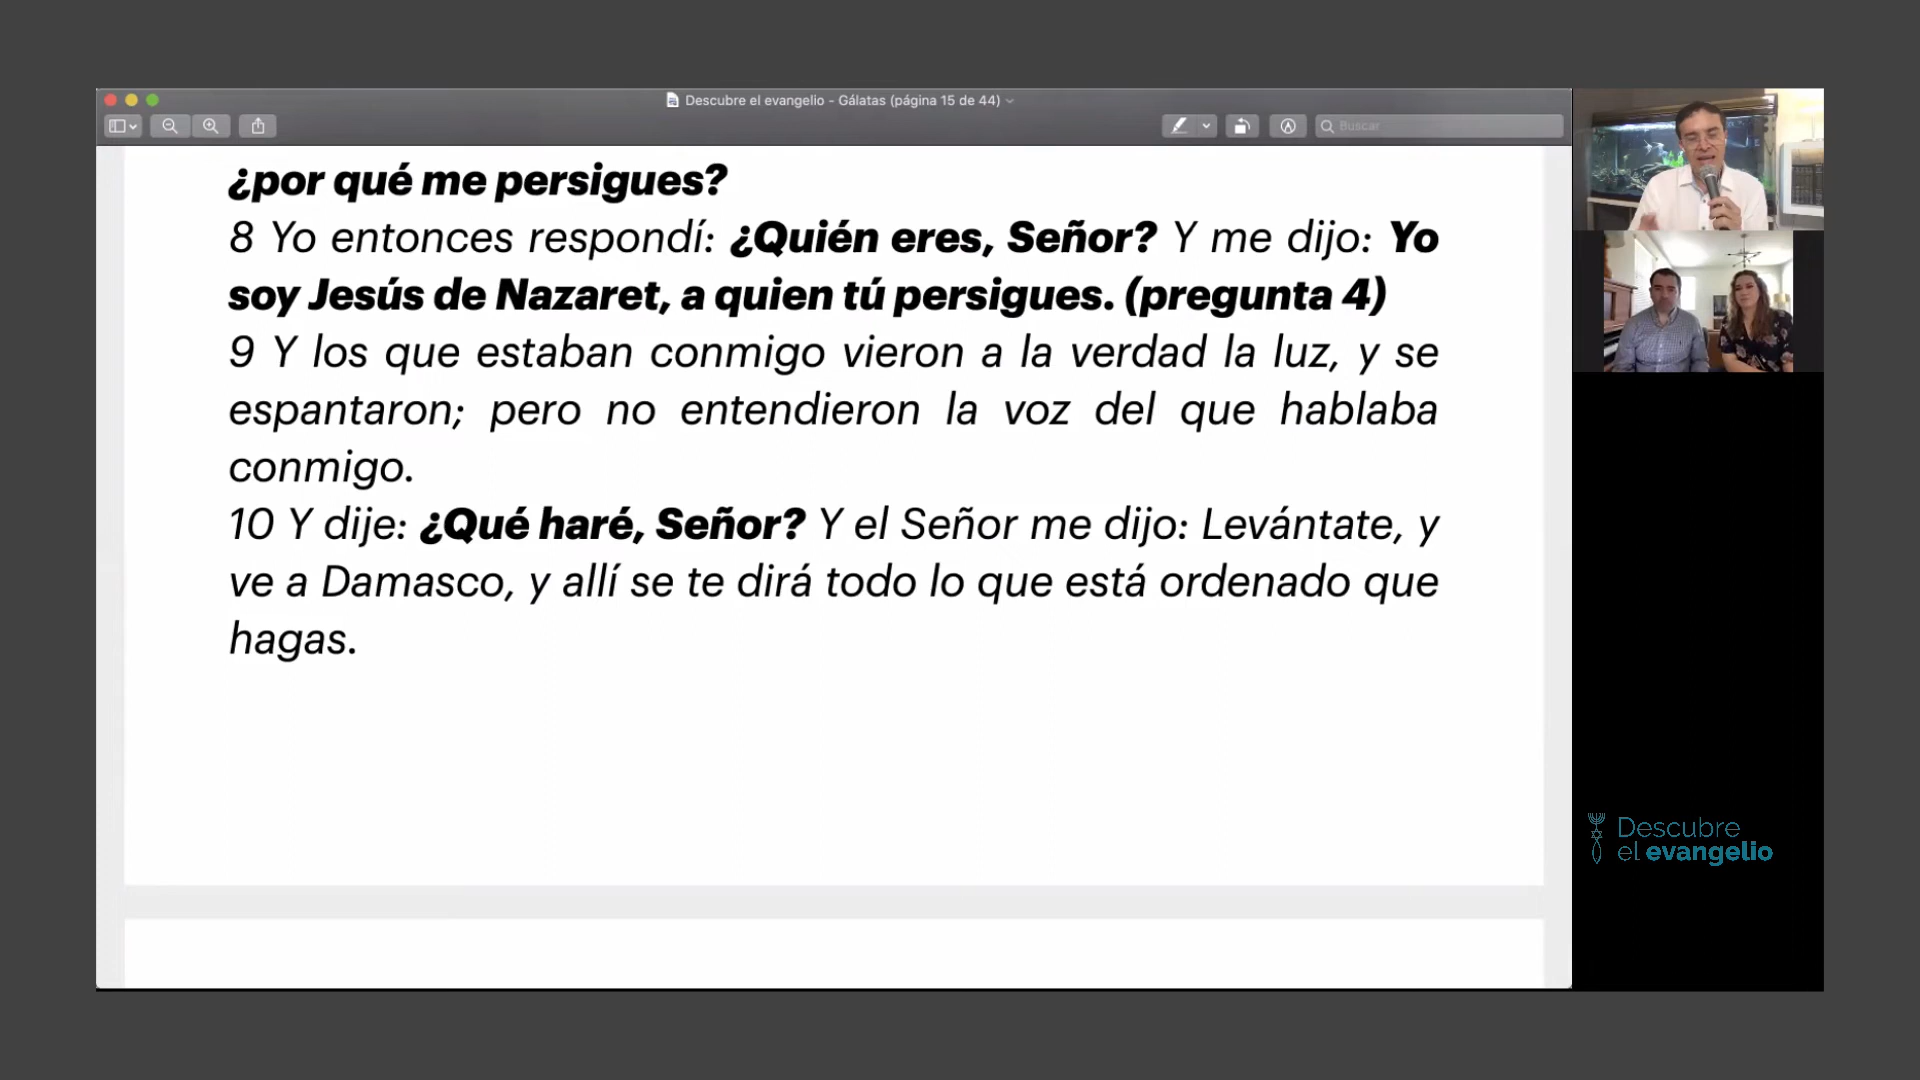 Descubre el evangelio - Gálatas (página 15 de 44)
Buscar
¿por qué me persigues?
8 Yo entonces respondí: ¿Quién eres, Señor? Y me dijo: Yo
soy Jesús de Nazaret, a quien tú persigues. (pregunta 4)
9 Y los que estaban conmigo vieron a la verdad la luz, y se
espantaron; pero no entendieron la voz del que hablaba
conmigo.
10 Y dije: ¿Qué haré, Señor? Y el Señor me dijo: Levántate, y
ve a Damasco, y allí se te dirá todo lo que está ordenado que
hagas.
Descubre
el evangelio